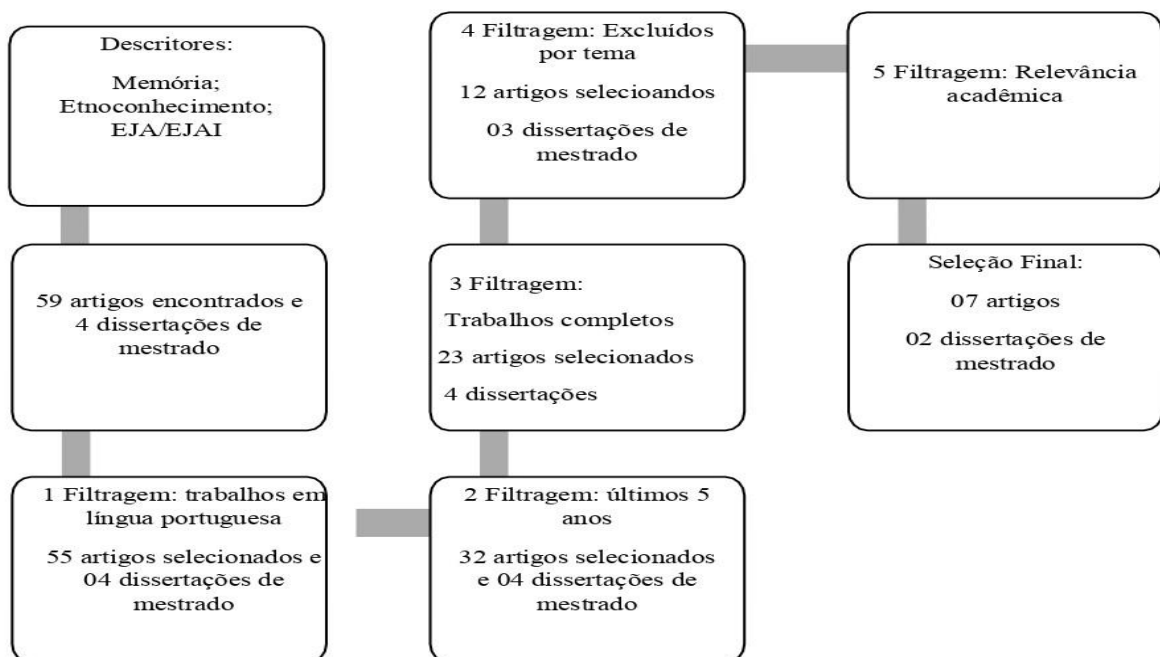 Descritores:
Memória;
Etnoconhecimento;
EJA/EJAI
59 artigos encontrados e
4 dissertações de
mestrado
1 Filtragem: trabalhos em
língua portuguesa
55 artigos selecionados e
04 dissertações de
mestrado
2 Filtragem: últimos 5
anos
32 artigos selecionados
e 04 dissertações de
mestrado
3 Filtragem:
Trabalhos completos
23 artigos selecionados
4 dissertações
4 Filtragem: Excluídos
por tema
12 artigos selecioandos
03 dissertações de
mestrado
5 Filtragem: Relevância
acadêmica
Seleção Final:
07 artigos
02 dissertações de
mestrado